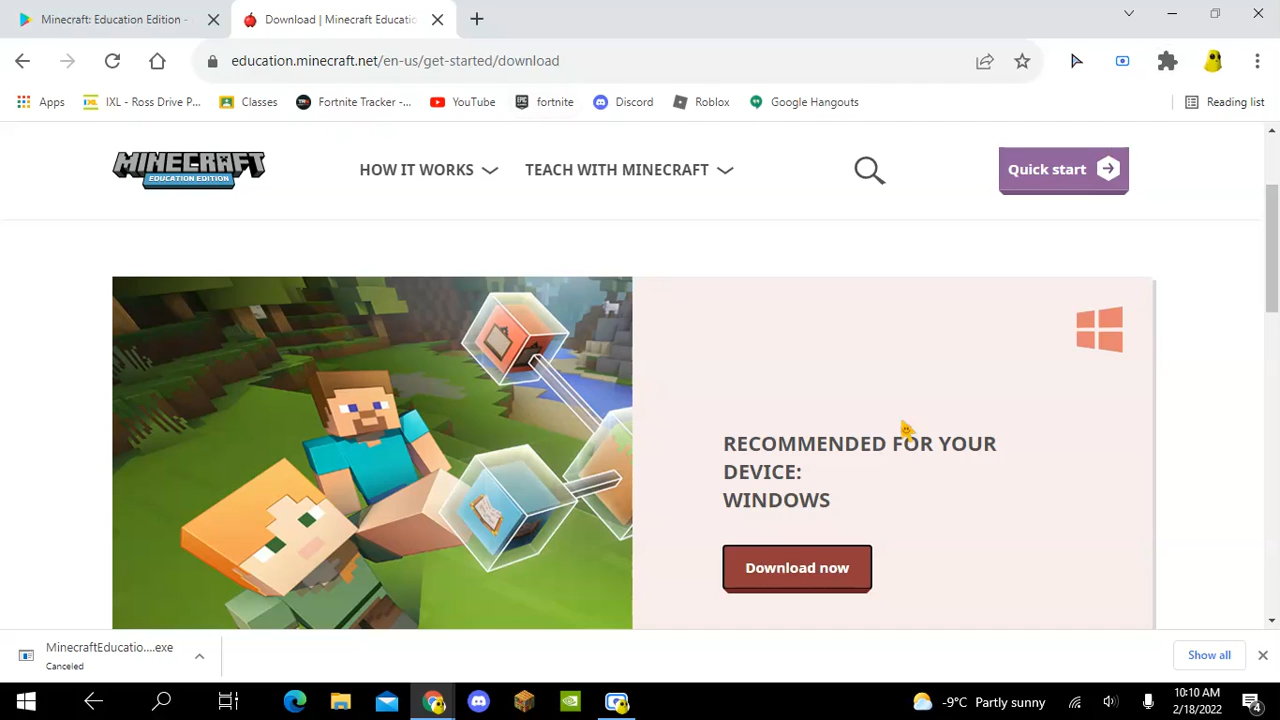 Minecraft: Education Edition -
Download | Minecraft Educatio
education.minecraft.net/en-us/get-started/download
Apps
IXL - Ross Drive P...
Classes
Fortnite Tracker -...
YouTube
fortnite
Discord
Roblox
Google Hangouts
Reading list
MINECRAFT
EDUCATION EDITION
HOW IT WORKS
TEACH WITH MINECRAFT
Quick start
RECOMMENDED FOR YOUR
DEVICE:
WINDOWS
Download now
MinecraftEducatio....exe
Canceled
Show all
-9°C Partly sunny
10:10 AM
2/18/2022
4